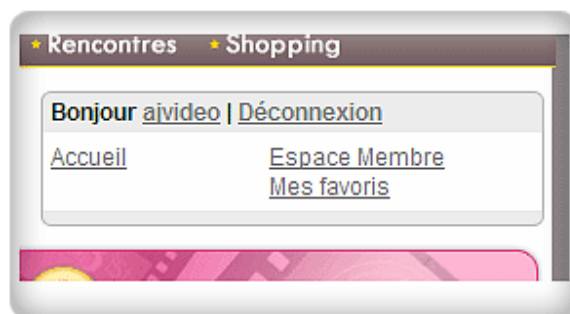 Rencontres Shopping
Bonjour ajvideo | Déconnexion
Accueil Espace Membre
Mes favoris